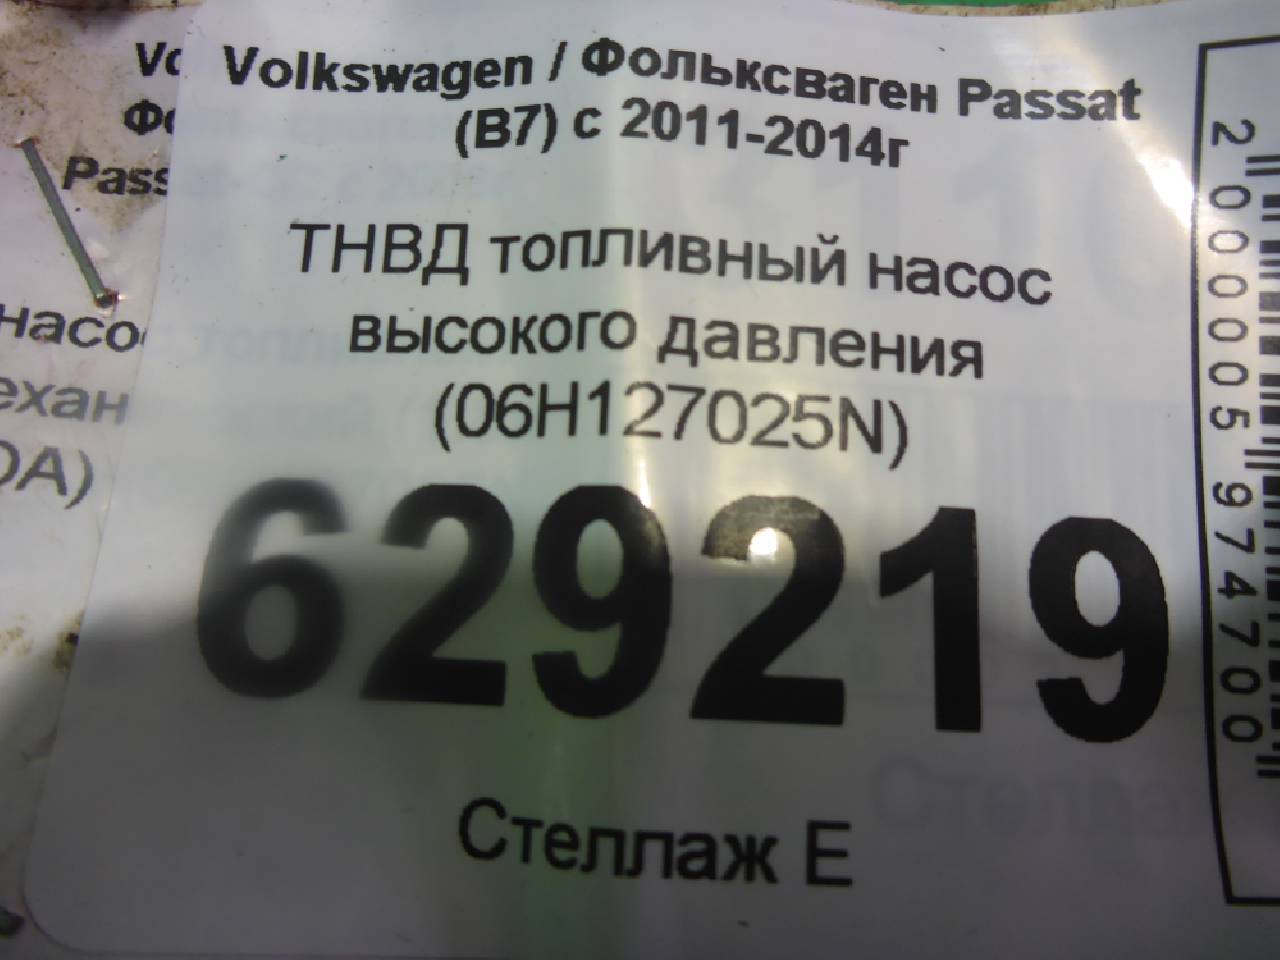 Volkswagen / Фольксваген Passat
(B7) с 2011-2014г
ТНВД топливный насос
высокого давления
(06H127025N)
629219
Стеллаж Е
2000005974700